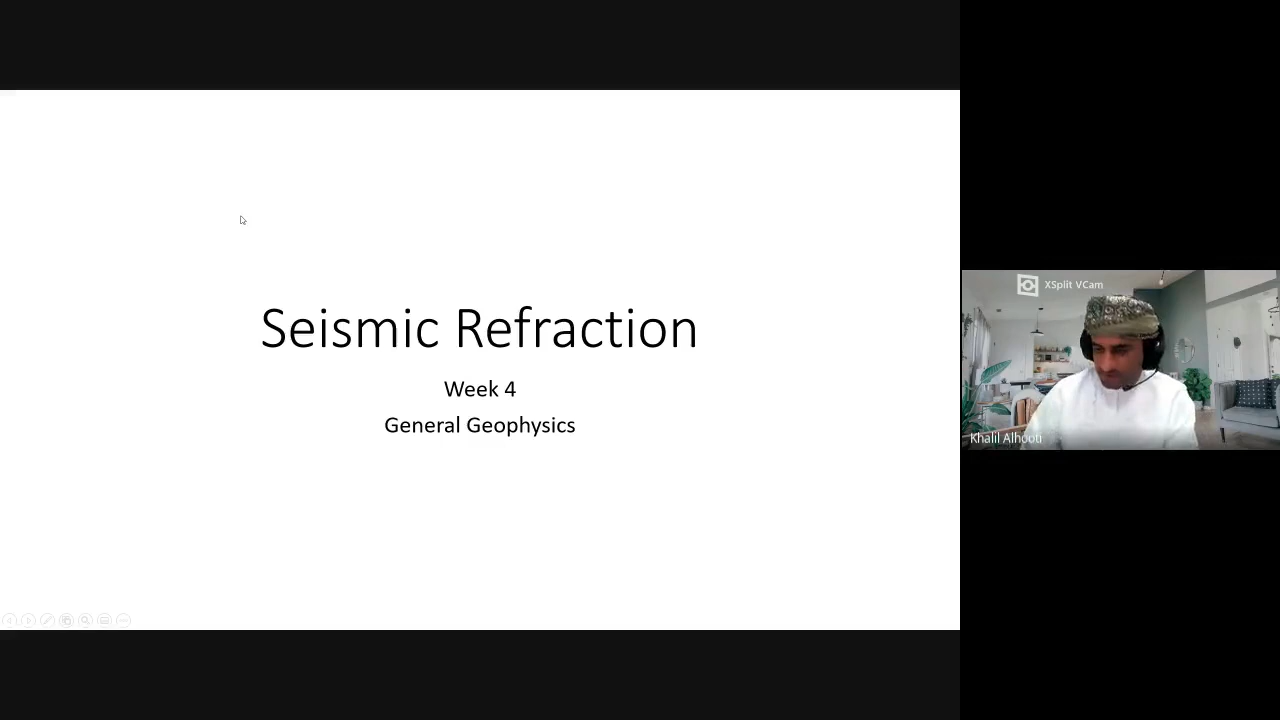 Seismic Refraction
Week 4
General Geophysics
XSplit VCam
Khalil Alhooti